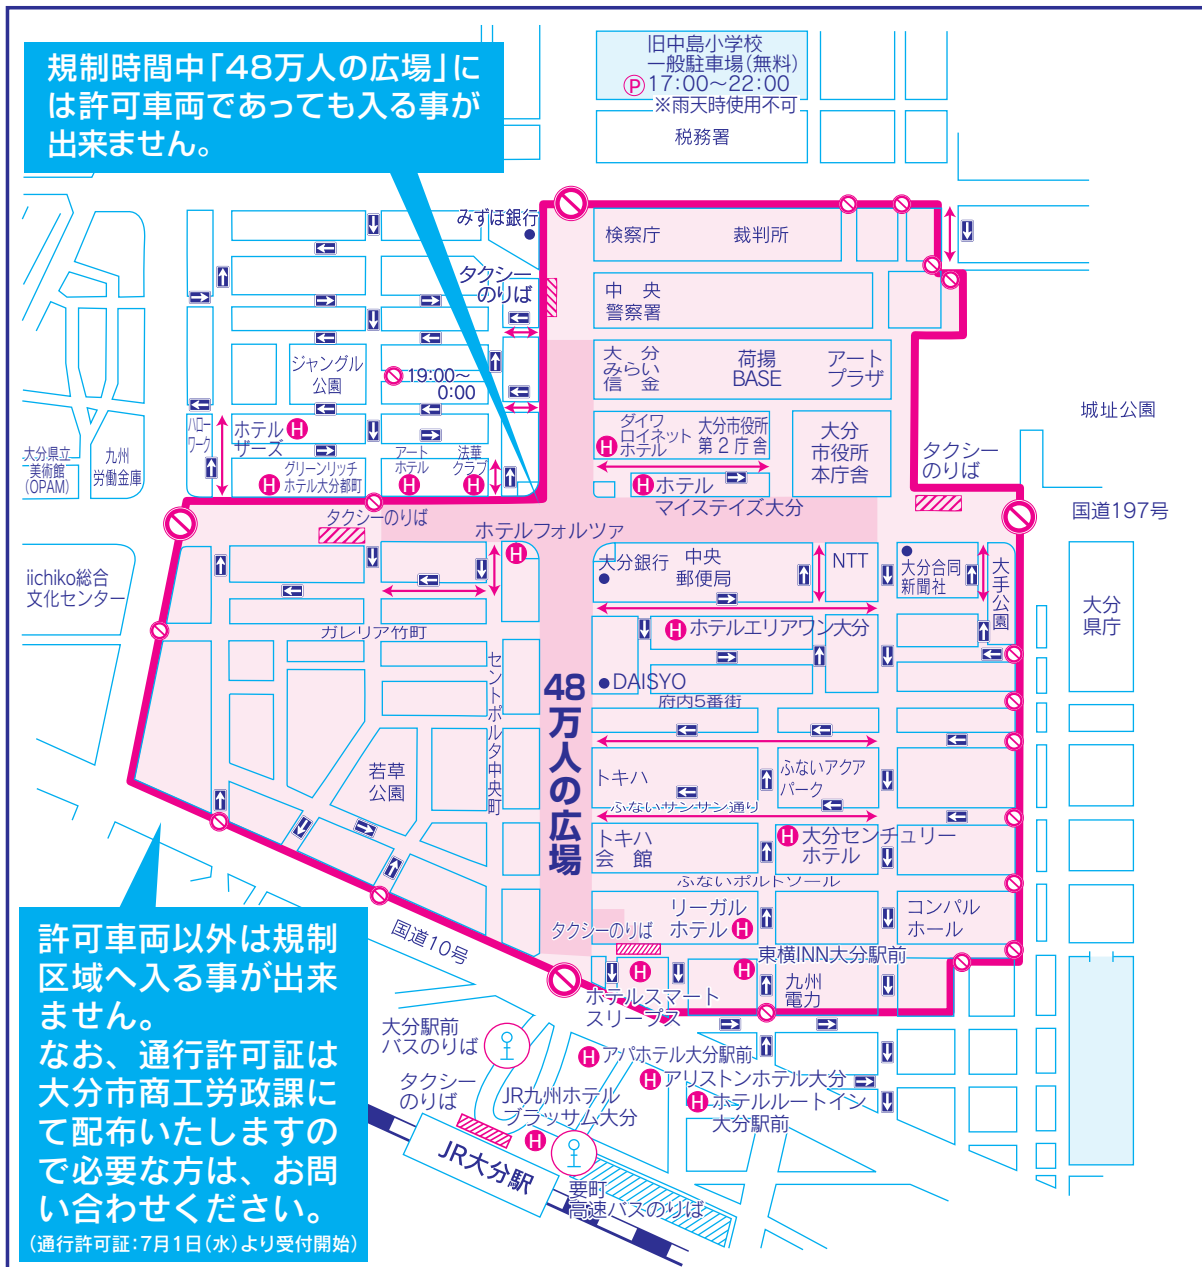 規制時間中「48万人の広場」に
は許可車両であっても入る事が
出来ません。
旧中島小学校
一般駐車場(無料)
Ⓟ17:00〜22:00
※雨天時使用不可
税務署
みずほ銀行
検察庁
裁判所
タクシー
のりば
中央
警察署
大分
みらい
信金
荷揚
BASE
アート
プラザ
ジャングル
公園
19:00〜
0:00
城址公園
ハロー
ワーク
H
ホテル
ザーズ
H
ダイワ
ロイネット
ホテル
大分市役所
第2庁舎
大分
市役所
本庁舎
タクシー
のりば
大分県立
美術館
(OPAM)
九州
労働金庫
グリーンリッチ
H ホテル大分都町
アート
ホテル
H
法華
クラブ
H
H ホテル
マイステイズ大分
国道197号
タクシーのりば
ホテルフォルツァ
H
iichiko総合
文化センター
大分銀行
中央
郵便局
NTT
大分合同
新聞社
大手公園
大分
県庁
ガレリア竹町
H ホテルエリアワン大分
セントポルタ中央町
DAISYO
府内5番街
48万人の広場
若草
公園
トキハ
ふないアクア
パーク
ふないサンサン通り
トキハ
会館
H 大分センチュリー
ホテル
ふないポルトソール
リーガル
ホテル H
コンパル
ホール
タクシーのりば
国道10号
H
ホテルスマート
スリープス
東横INN大分駅前
H
九州
電力
許可車両以外は規制
区域へ入る事が出来
ません。
なお、通行許可証は
大分市商工労政課に
て配布いたしますの
で必要な方は、お問
い合わせください。
(通行許可証:7月1日(水)より受付開始)
大分駅前
バスのりば
H アパホテル大分駅前
H アリストンホテル大分
H ホテルルートイン
大分駅前
タクシー
のりば
JR九州ホテル
ブラッサム大分
H
JR大分駅
要町
高速バスのりば